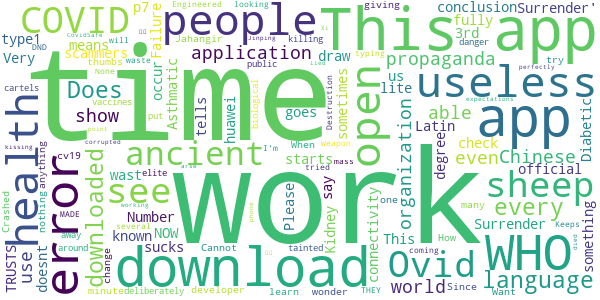 COVID
people
This app
p7
Engineered
looking
giving
conclusion
Surrender'
type1
DND
CovidSafe
Jahangir
Jinping
lied
3rd
danger
fully
means
will
Failure
killing
draw
try
Very
None
waste
application
us
scanners
thumbs
vaccines
public
typing
propaganda
perfectly
cartels
Does
put
occur
Asthmatic
tells
huawei
biological
Destruction
sometimes
lite
expectations
time
useless
health
show
goes
open
able
Latin
app
kissing
error
point
corrupted
When
Weapon
connectivity
check
Diabetic
anything
ancient
starts
tried
mass
organization
even
Chinese
official
cv19
downloaded
see
I'm
degree
sheep
TRUSTS
use
nothing
MADE
wast
elite
work
Please
say
every
something
Crashed
doesnt
away
change
Number
NOW
working
Kidney
one
This
Surrender
many
Keeps
around
several
known
sucks
Cannot
tainted
Ovid
WHO
How
coming
download
world
Since
Want
language
minute
deliberately
developer
learn
wonder
THEY